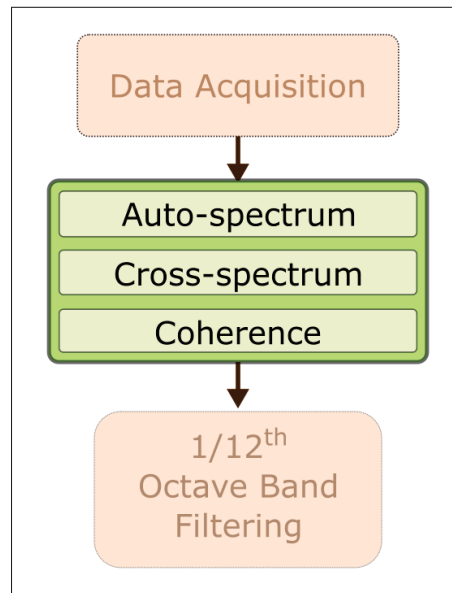 Data Acquisition
Auto-spectrum
Cross-spectrum
Coherence
1/12th
Octave Band
Filtering